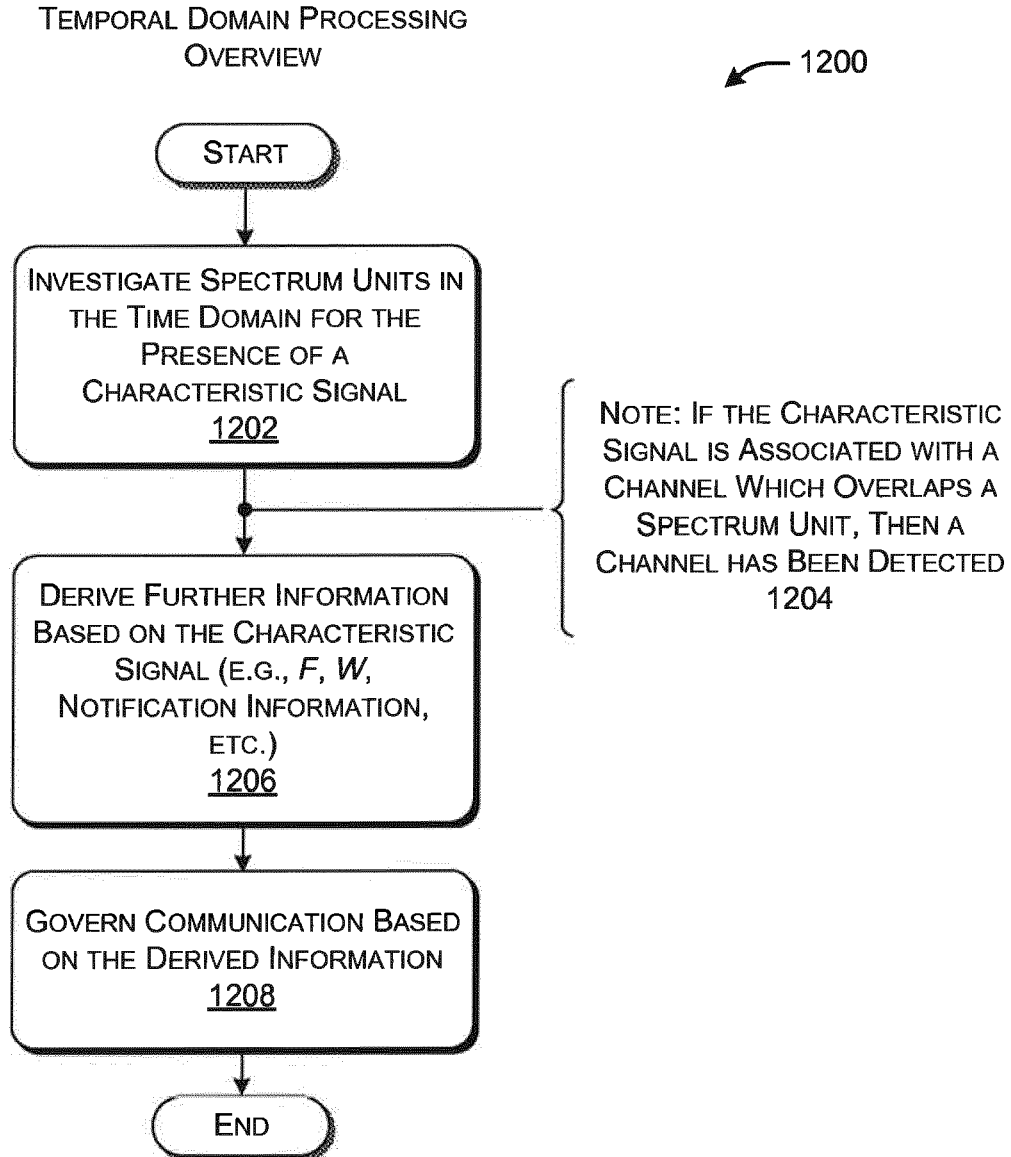 TEMPORAL DOMAIN PROCESSING
OVERVIEW
1200
START
INVESTIGATE SPECTRUM UNITS IN
THE TIME DOMAIN FOR THE
PRESENCE OF A
CHARACTERISTIC SIGNAL
1202
NOTE: IF THE CHARACTERISTIC
SIGNAL IS ASSOCIATED WITH A
CHANNEL WHICH OVERLAPS A
SPECTRUM UNIT, THEN A
CHANNEL HAS BEEN DETECTED
1204
DERIVE FURTHER INFORMATION
BASED ON THE CHARACTERISTIC
SIGNAL (E.G., F, W,
NOTIFICATION INFORMATION,
ETC.)
1206
GOVERN COMMUNICATION BASED
ON THE DERIVED INFORMATION
1208
END